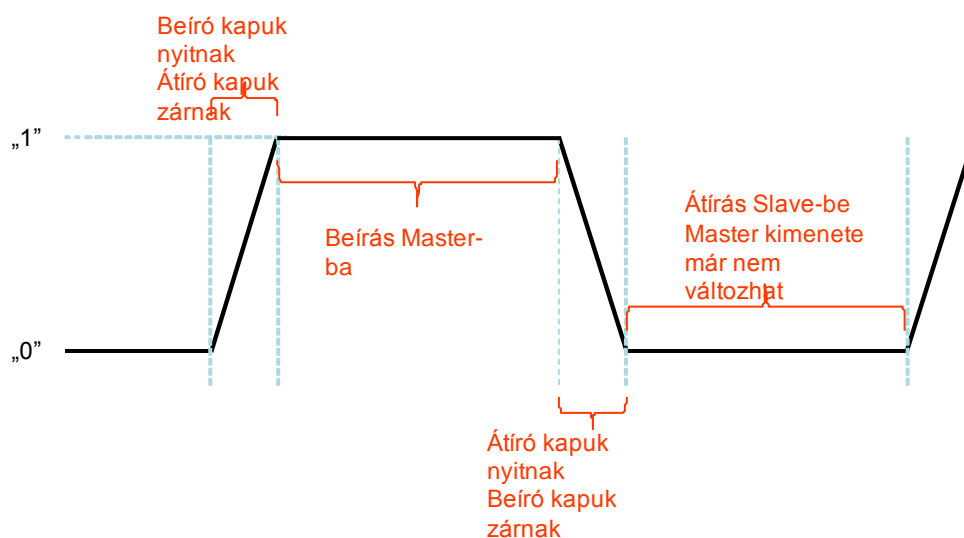 Beíró kapuk
nyitnak
Átíró kapuk
zárnak
„1”
Beírás Master-
ba
Átírás Slave-be
Master kimenete
már nem
változhat
„0”
Átíró kapuk
nyitnak
Beíró kapuk
zárnak